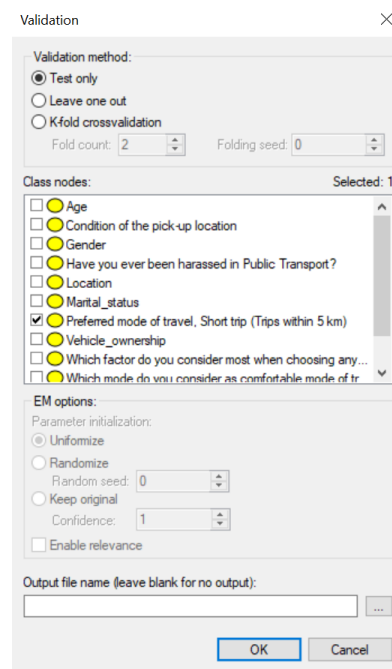 Validation
Validation method:
Test only
Leave one out
K-fold crossvalidation
Fold count: 2 Folding seed: 0
Class nodes: Selected: 1
Age
Condition of the pick-up location
Gender
Have you ever been harassed in Public Transport?
Location
Marital_status
Preferred mode of travel, Short trip (Trips within 5 km)
Vehicle_ownership
Which factor do you consider most when choosing any...
Which mode do you consider as comfortable mode of tr
EM options:
Parameter initialization:
Uniformize
Randomize
Random seed: 0
Keep original
Confidence: 1
Enable relevance
Output file name (leave blank for no output):
...
OK Cancel